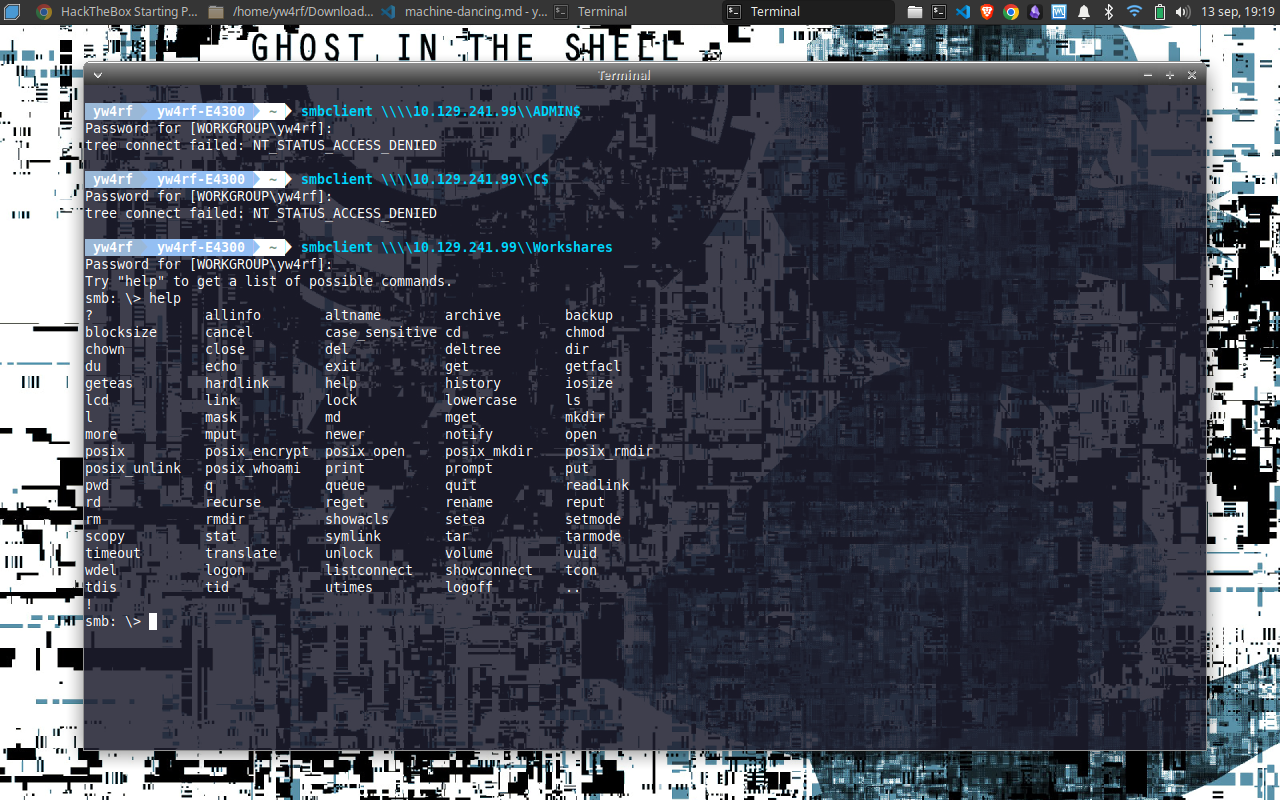 HackTheBox Starting P...
/home/yw4rf/Download...
machine-dancing.md - y...
Terminal
Terminal
13 sep, 19:19
GHOST IN THE SHELL
Terminal
yw4rf yw4rf-E4300 ~ smbclient \\\\10.129.241.99\\ADMIN$
Password for [WORKGROUP\yw4rf]:
tree connect failed: NT_STATUS_ACCESS_DENIED
yw4rf yw4rf-E4300 ~ smbclient \\\\10.129.241.99\\C$
Password for [WORKGROUP\yw4rf]:
tree connect failed: NT_STATUS_ACCESS_DENIED
yw4rf yw4rf-E4300 ~ smbclient \\\\10.129.241.99\\Workshares
Password for [WORKGROUP\yw4rf]:
Try "help" to get a list of possible commands.
smb: \> help
? allinfo altname archive backup
blocksize cancel case_sensitive cd chmod
chown close del deltree dir
du echo exit get getfacl
geteas hardlink help history iosize
lcd link lock lowercase ls
l mask md mget mkdir
more mput newer notify open
posix posix_encrypt posix_open posix_mkdir posix_rmdir
posix_unlink posix_whoami print prompt put
pwd q queue quit readlink
rd recurse reget rename reput
rm rmdir showacls setea setmode
scopy stat symlink tar tarmode
timeout translate unlock volume vuid
wdel logon listconnect showconnect tcon
tdis tid utimes logoff ..
!
smb: \>